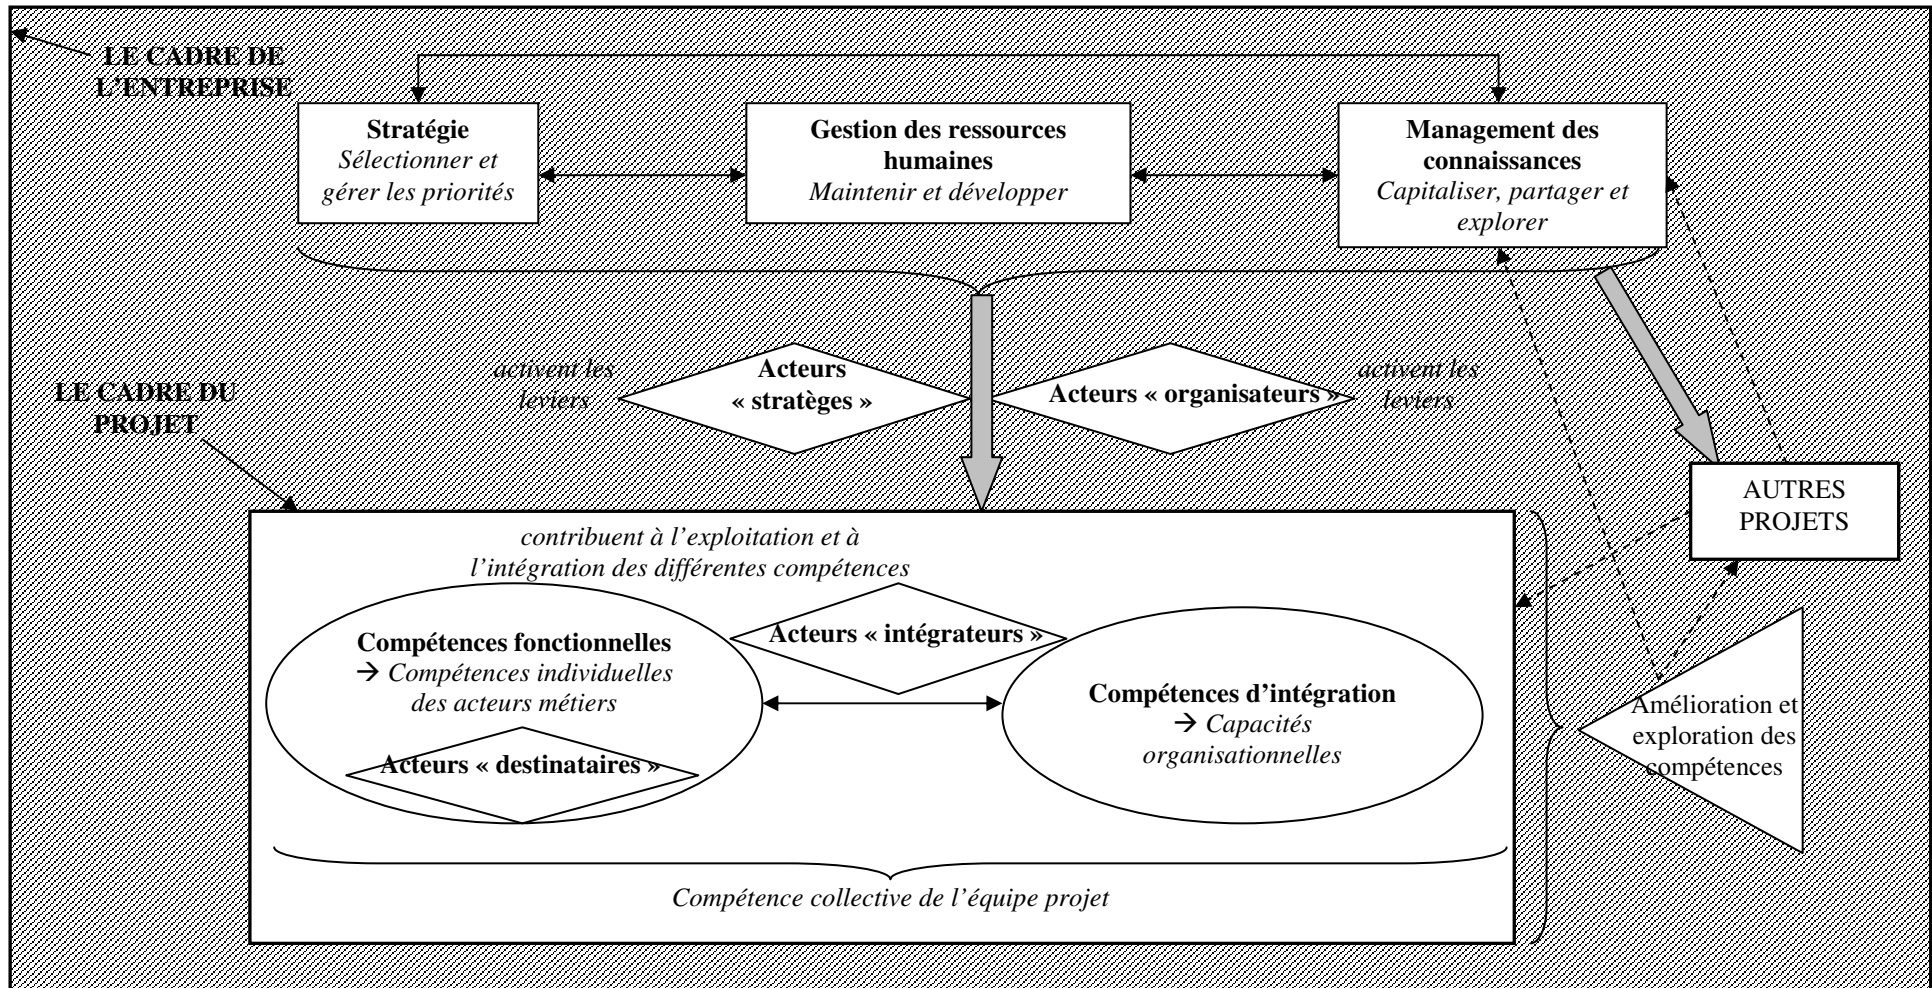 LE CADRE DE
L’ENTREPRISE
Stratégie
Sélectionner et
gérer les priorités
Gestion des ressources
humaines
Maintenir et développer
Management des
connaissances
Capitaliser, partager et
explorer
activent les
leviers
Acteurs
« stratèges »
Acteurs « organisateurs »
activent les
leviers
LE CADRE DU
PROJET
AUTRES
PROJETS
contribuent à l’exploitation et à
l’intégration des différentes compétences
Acteurs « intégrateurs »
Compétences fonctionnelles
→ Compétences individuelles
des acteurs métiers
Acteurs « destinataires »
Compétences d’intégration
→ Capacités
organisationnelles
Amélioration et
exploration des
compétences
Compétence collective de l’équipe projet